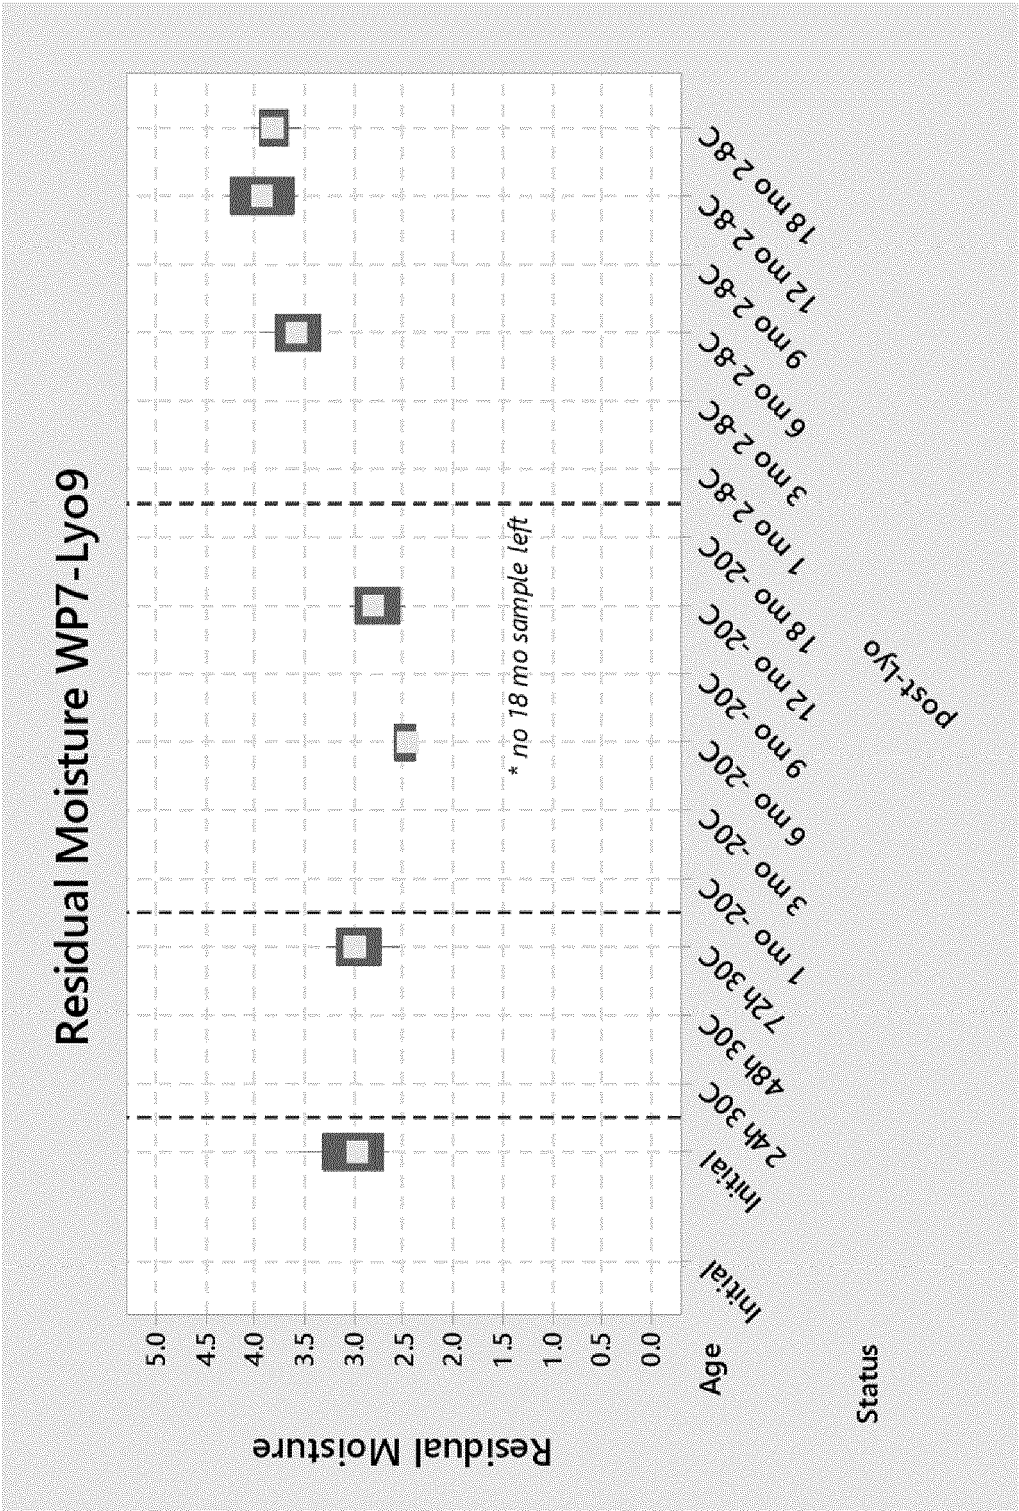 Residual Moisture WP7-Lyo9
Residual Moisture
5.0
4.5
4.0
3.5
3.0
2.5
2.0
1.5
1.0
0.5
0.0
* no 18 mo sample left
Age
Initial
Initial
24h 30C
48h 30C
72h 30C
1 mo -20C
3 mo -20C
6 mo -20C
9 mo -20C
12 mo -20C
18 mo -20C
1 mo 2-8C
3 mo 2-8C
6 mo 2-8C
9 mo 2-8C
12 mo 2-8C
18 mo 2-8C
Status
post-Lyo